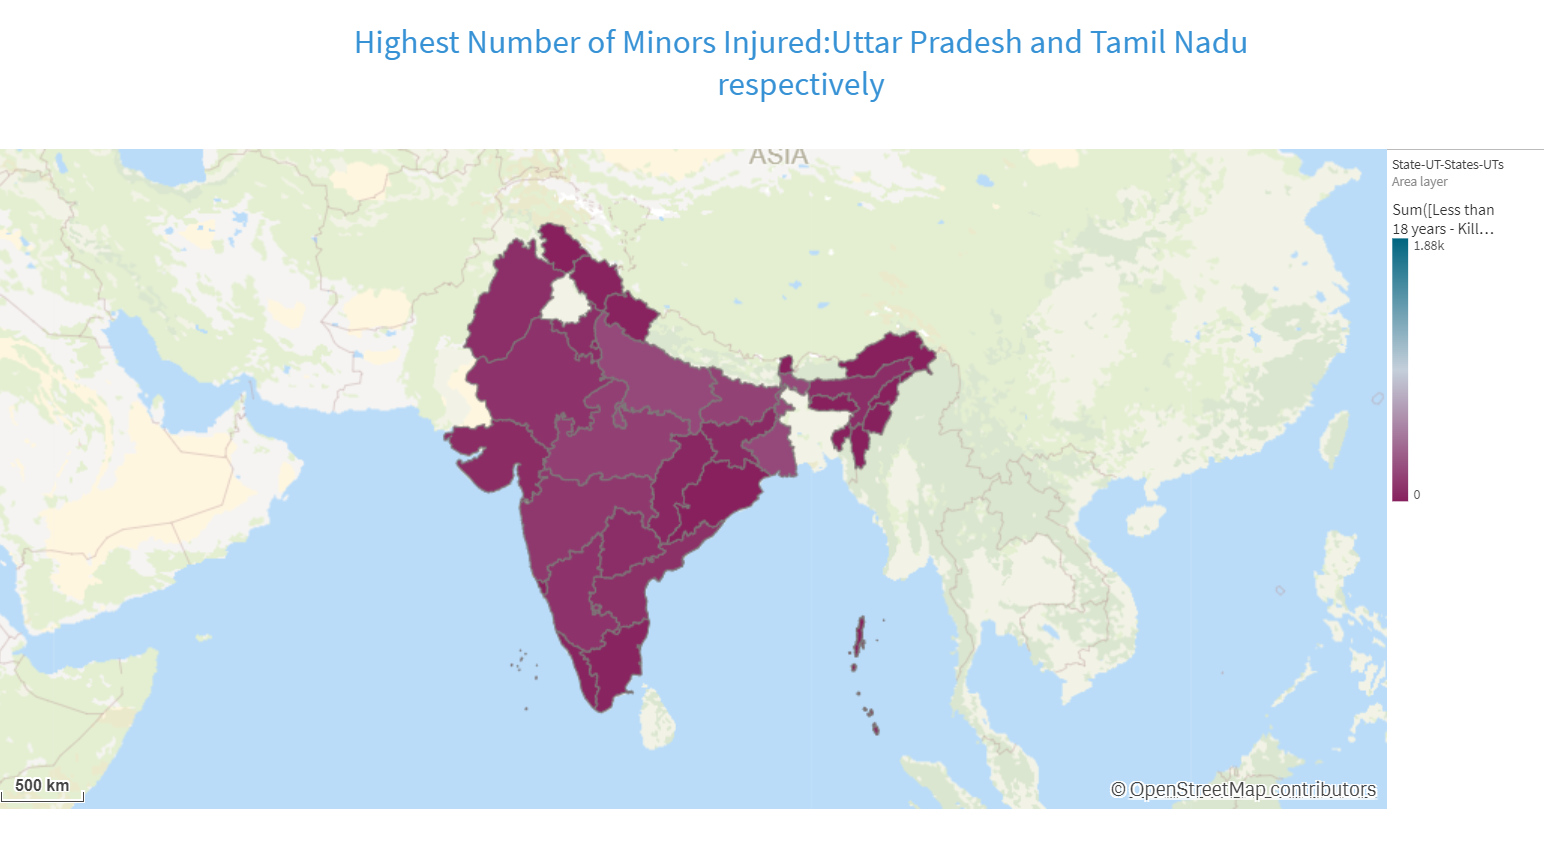 Highest Number of Minors Injured:Uttar Pradesh and Tamil Nadu
respectively
ASIA
State-UT-States-UTs
Area layer
Sum([Less than
18 years - Kill...
1.88k
0
500 km
© OpenStreetMap contributors